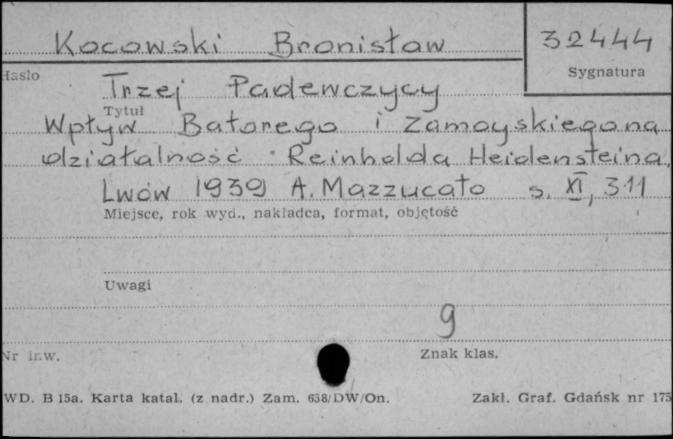 Kocowski Bronisław
32444
Hasło
Sygnatura
Trzej Padewczycy
Tytuł
Wpływ Batorego i Zamoyskiego na
działalność Reinholda Heidensteina,
Lwów 1939 A. Mazzucato s. XI, 311
Miejsce, rok wyd., nakładca, format, objętość
Uwagi
9
Nr inw.
Znak klas.
WD. B 15a. Karta katal. (z nadr.) Zam. 658/DW/On.
Zakł. Graf. Gdańsk nr 175